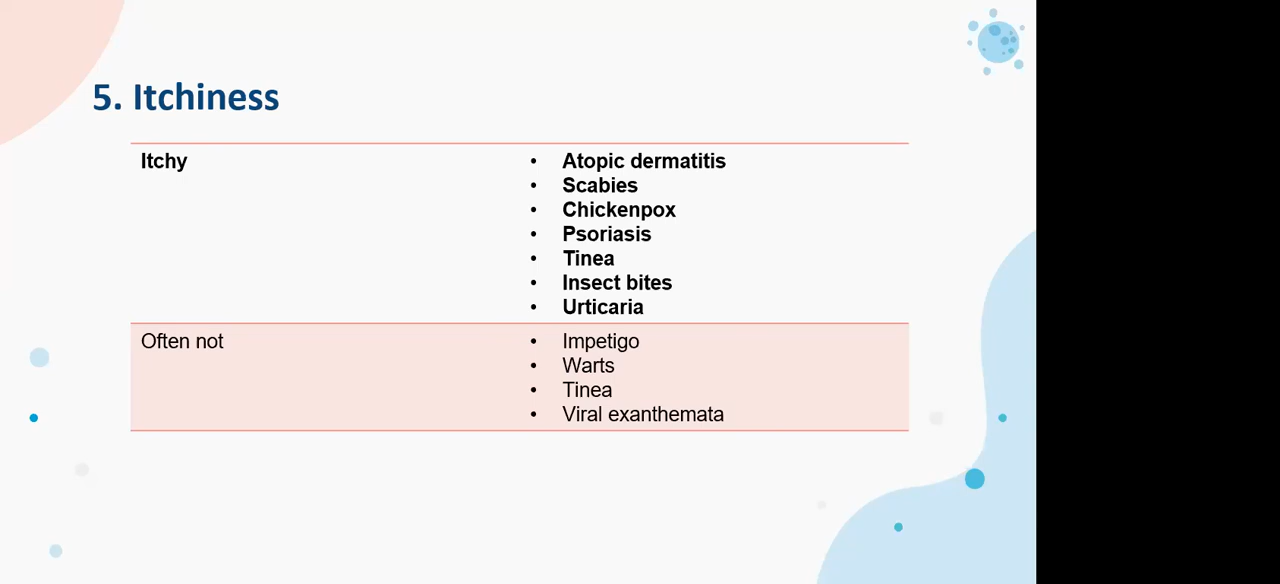 5. Itchiness
Itchy
• Atopic dermatitis
• Scabies
• Chickenpox
• Psoriasis
• Tinea
• Insect bites
• Urticaria
Often not
• Impetigo
• Warts
• Tinea
• Viral exanthemata